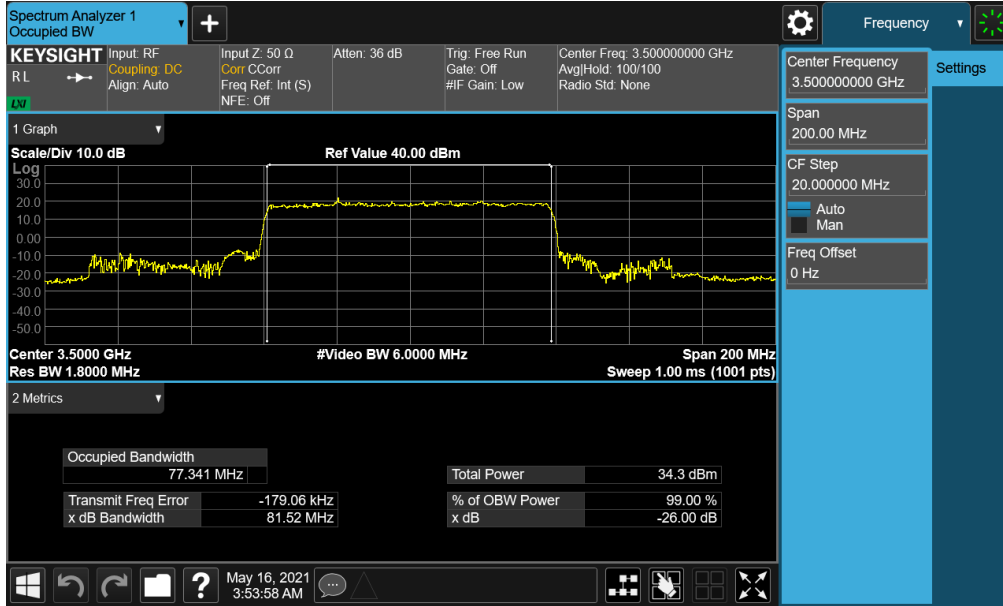 Spectrum Analyzer 1
Occupied BW
Frequency
KEYSIGHT
R L
LXI
Input: RF
Coupling: DC
Align: Auto
Input Z: 50 Ω
Corr CCorr
Freq Ref: Int (S)
NFE: Off
Atten: 36 dB
Trig: Free Run
Gate: Off
#IF Gain: Low
Center Freq: 3.500000000 GHz
Avg|Hold: 100/100
Radio Std: None
Center Frequency
3.500000000 GHz
Settings
Span
200.00 MHz
CF Step
20.000000 MHz
Auto
Man
Freq Offset
0 Hz
1 Graph
Scale/Div 10.0 dB
Ref Value 40.00 dBm
Log
30.0
20.0
10.0
0.00
-10.0
-20.0
-30.0
-40.0
-50.0
Center 3.5000 GHz
#Video BW 6.0000 MHz
Span 200 MHz
Res BW 1.8000 MHz
Sweep 1.00 ms (1001 pts)
2 Metrics
Occupied Bandwidth
77.341 MHz
Total Power 34.3 dBm
Transmit Freq Error -179.06 kHz
% of OBW Power 99.00 %
x dB Bandwidth 81.52 MHz
x dB -26.00 dB
?
May 16, 2021
3:53:58 AM